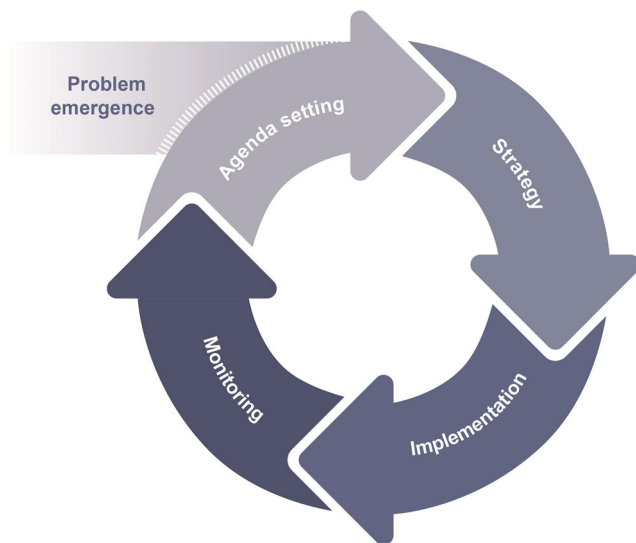 Problem
emergence
Agenda setting
Strategy
Implementation
Monitoring